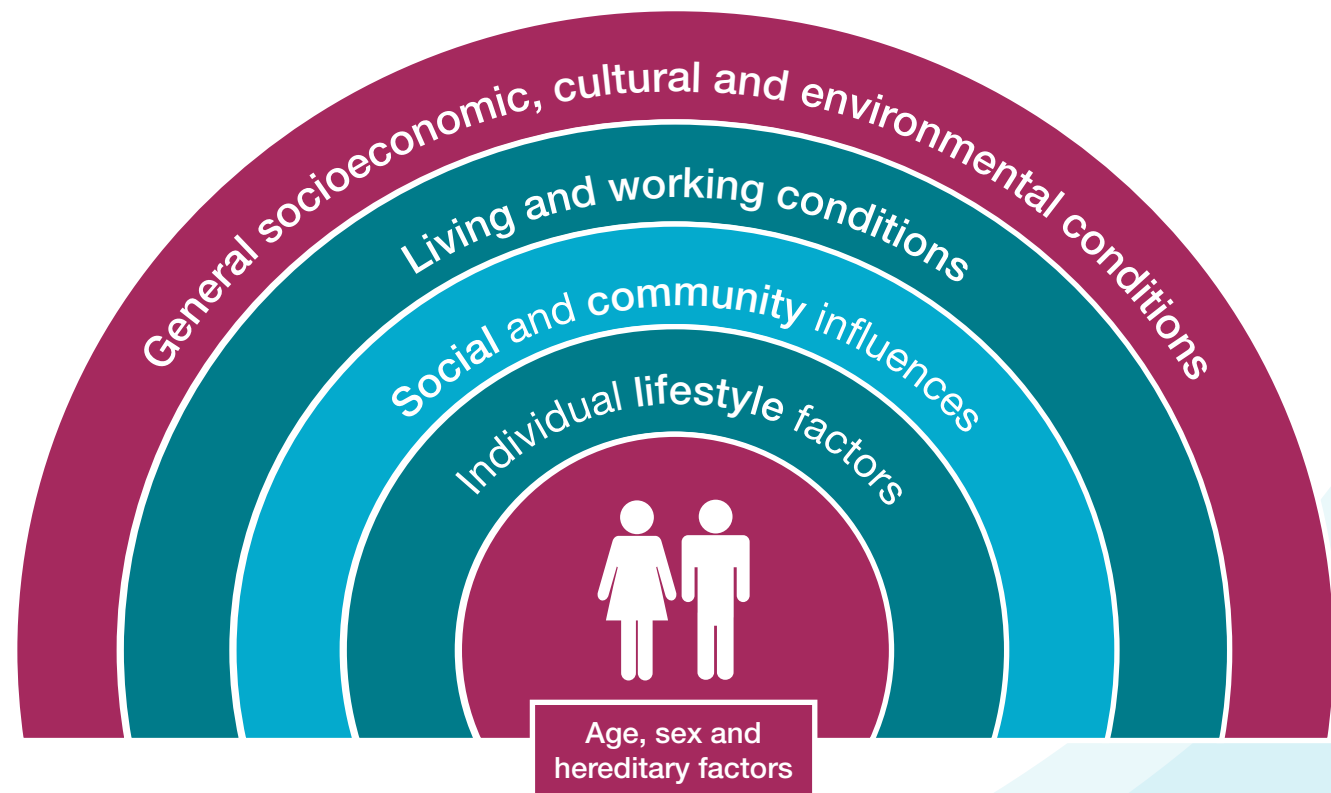 General socioeconomic, cultural and environmental conditions
Living and working conditions
Social and community influences
Individual lifestyle factors
Age, sex and
hereditary factors